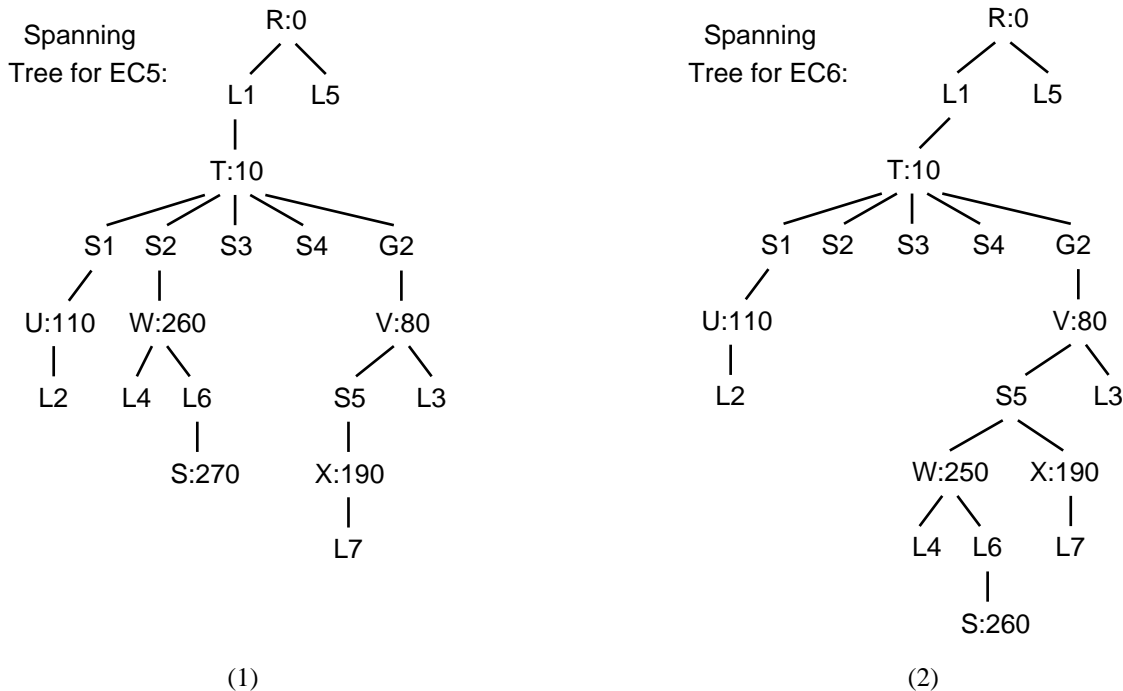 Spanning
Tree for EC5:
R:0
L1 L5
T:10
S1 S2 S3 S4 G2
U:110 W:260 V:80
L2 L4 L6 S5 L3
S:270 X:190
L7
(1)
Spanning
Tree for EC6:
R:0
L1 L5
T:10
S1 S2 S3 S4 G2
U:110 V:80
L2 S5 L3
W:250 X:190
L4 L6 L7
S:260
(2)